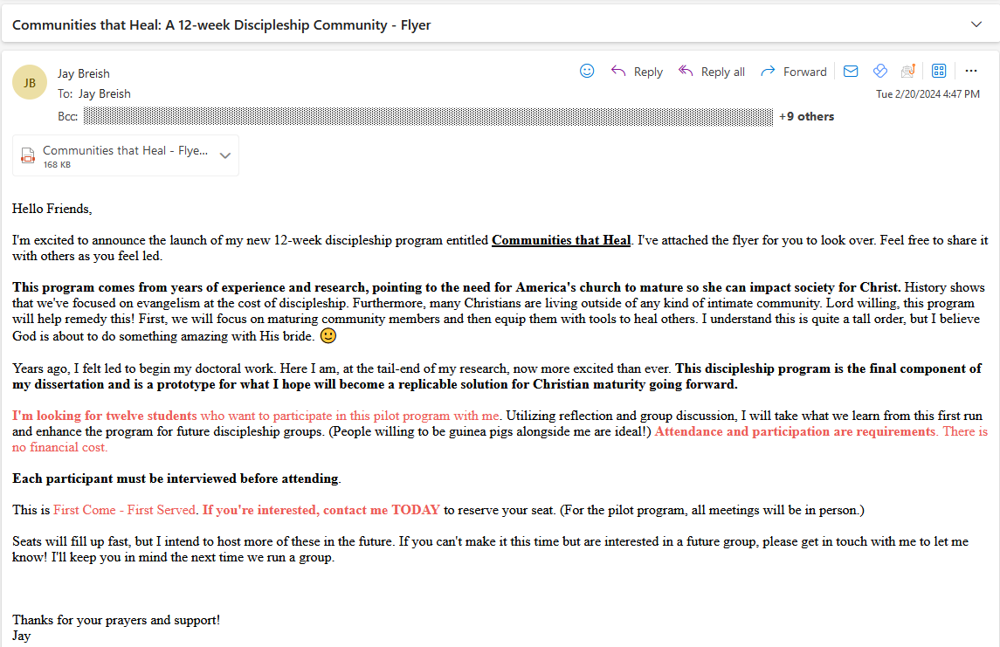 Communities that Heal: A 12-week Discipleship Community - Flyer
JB
Jay Breish
Reply
Reply all
Forward
To: Jay Breish
Tue 2/20/2024 4:47 PM
Bcc:
+9 others
Communities that Heal - Flye...
168 KB
Hello Friends,
I'm excited to announce the launch of my new 12-week discipleship program entitled Communities that Heal. I've attached the flyer for you to look over. Feel free to share it
with others as you feel led.
This program comes from years of experience and research, pointing to the need for America's church to mature so she can impact society for Christ. History shows
that we've focused on evangelism at the cost of discipleship. Furthermore, many Christians are living outside of any kind of intimate community. Lord willing, this program
will help remedy this! First, we will focus on maturing community members and then equip them with tools to heal others. I understand this is quite a tall order, but I believe
God is about to do something amazing with His bride. 🙂
Years ago, I felt led to begin my doctoral work. Here I am, at the tail-end of my research, now more excited than ever. This discipleship program is the final component of
my dissertation and is a prototype for what I hope will become a replicable solution for Christian maturity going forward.
I'm looking for twelve students who want to participate in this pilot program with me. Utilizing reflection and group discussion, I will take what we learn from this first run
and enhance the program for future discipleship groups. (People willing to be guinea pigs alongside me are ideal!) Attendance and participation are requirements. There is
no financial cost.
Each participant must be interviewed before attending.
This is First Come - First Served. If you're interested, contact me TODAY to reserve your seat. (For the pilot program, all meetings will be in person.)
Seats will fill up fast, but I intend to host more of these in the future. If you can't make it this time but are interested in a future group, please get in touch with me to let me
know! I'll keep you in mind the next time we run a group.
Thanks for your prayers and support!
Jay